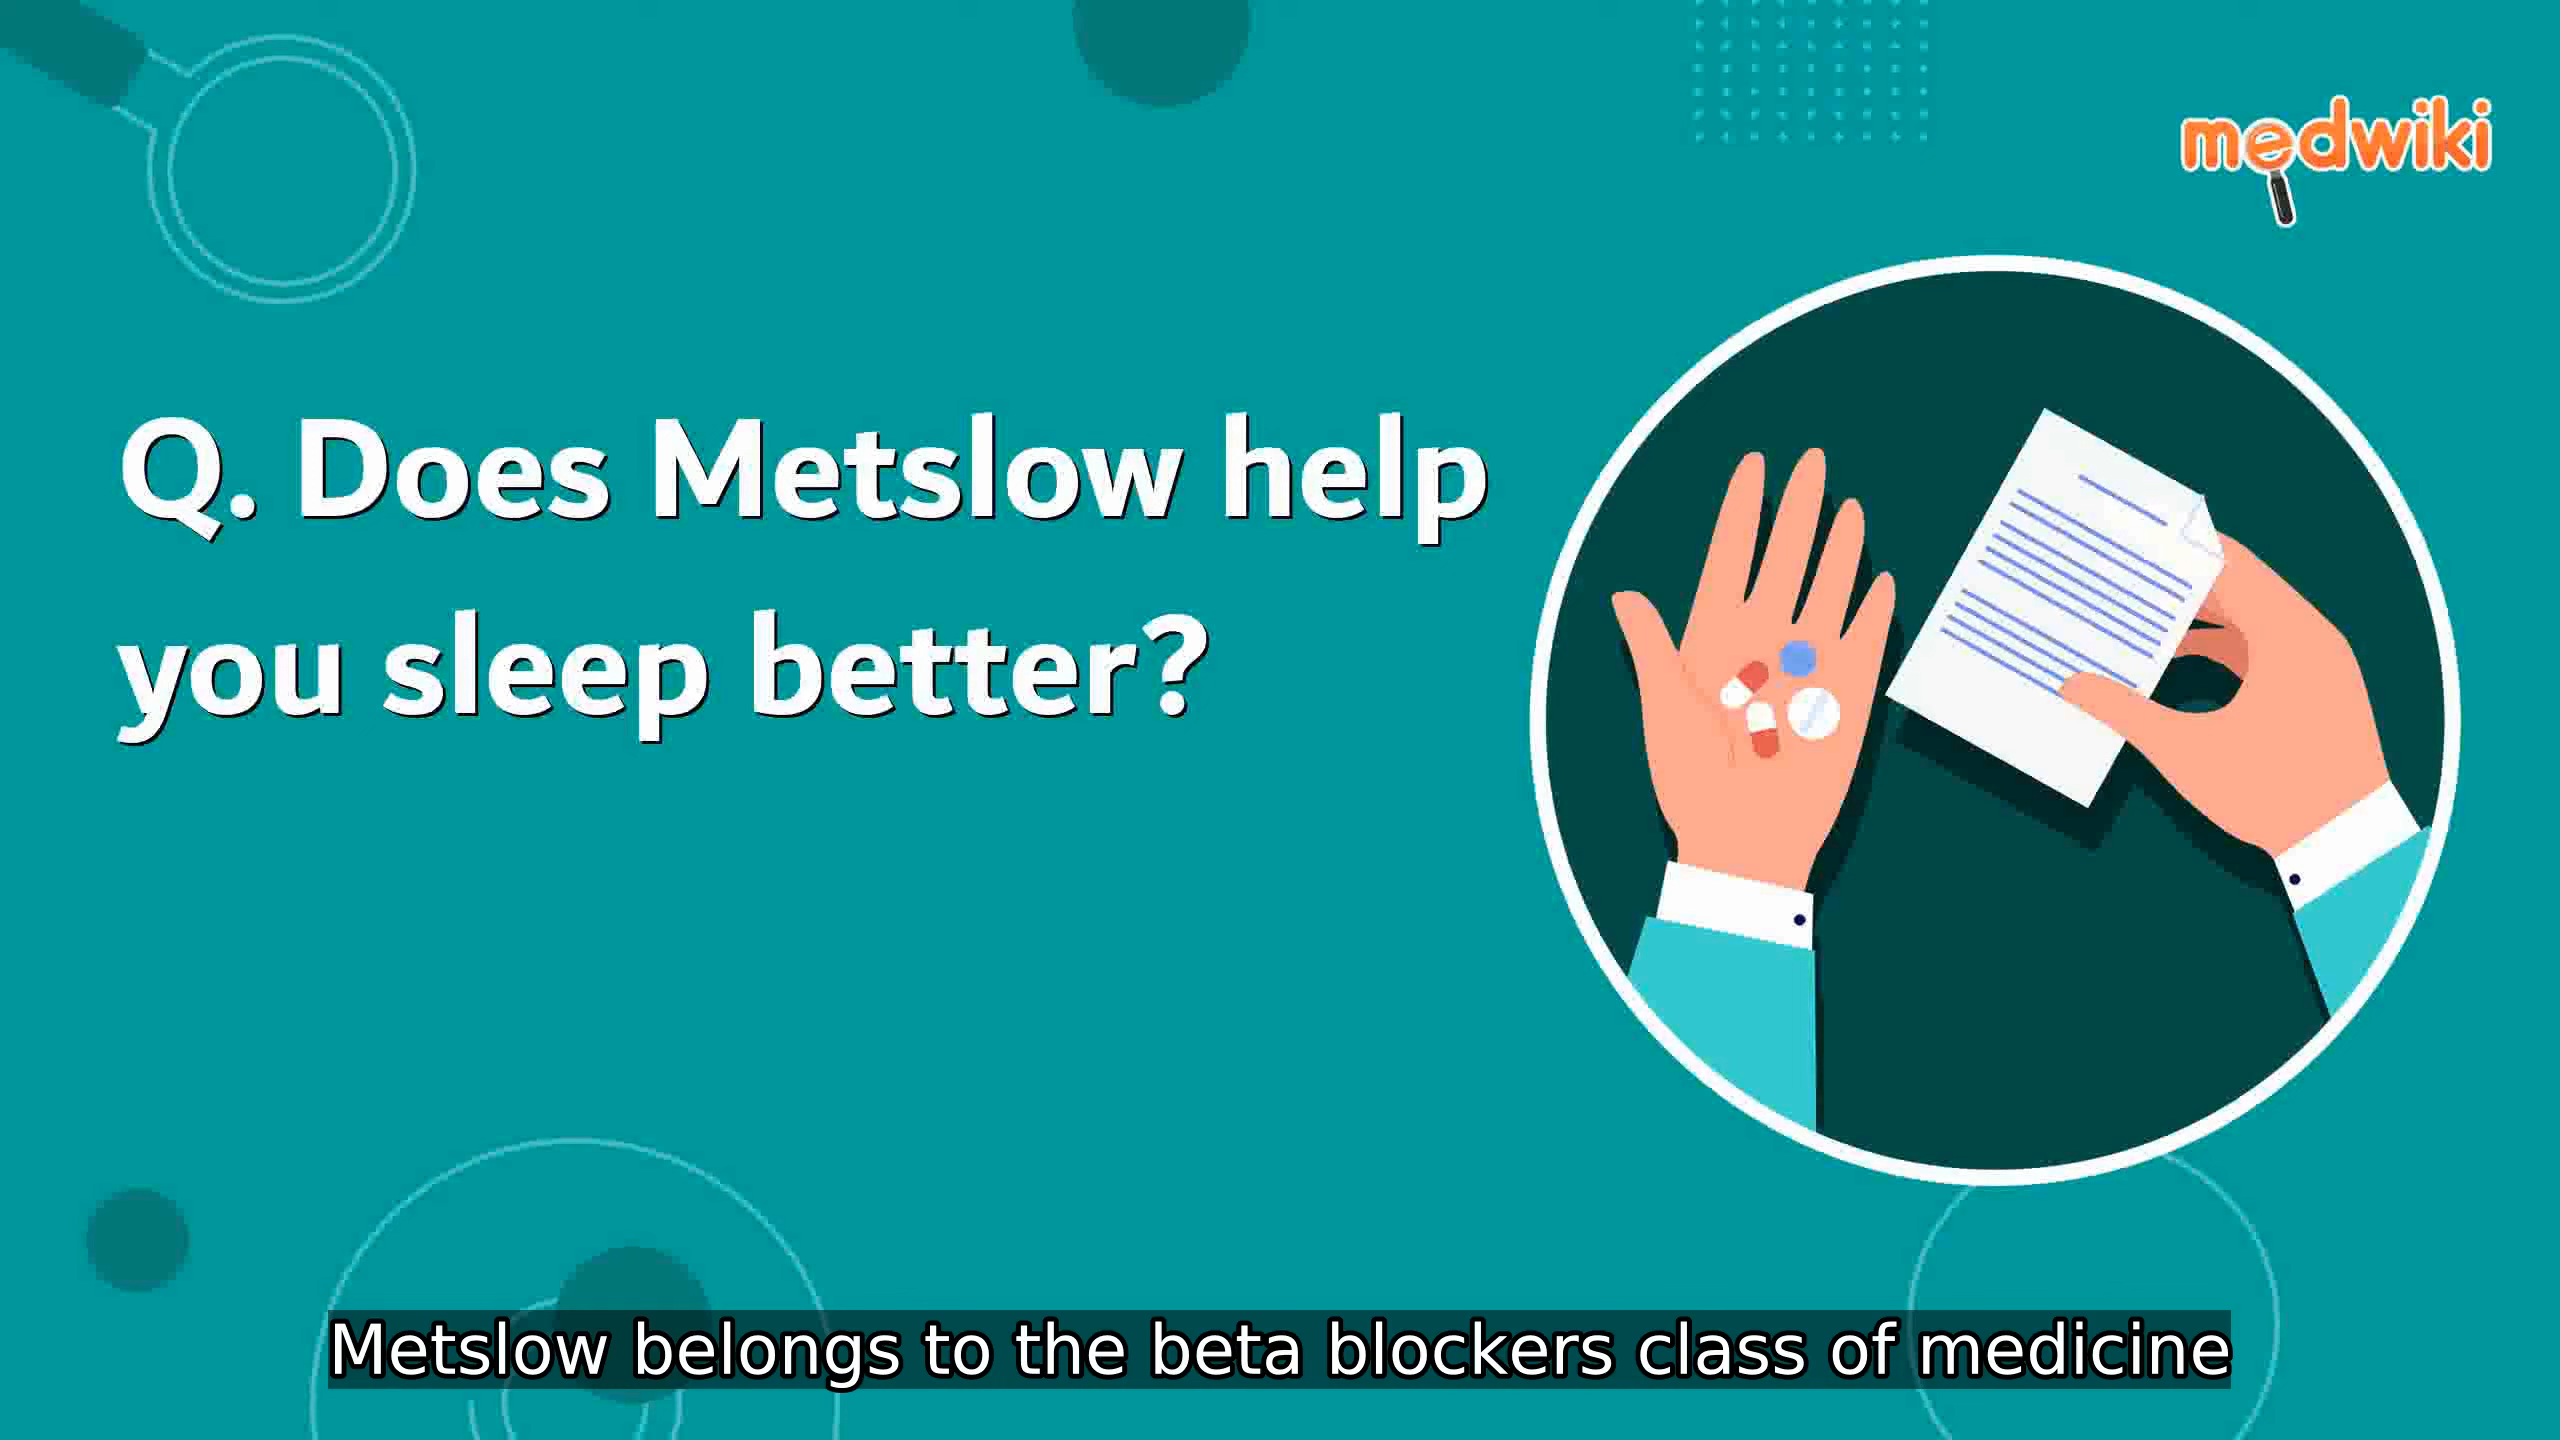 medwiki
Q. Does Metslow help
you sleep better?
Metslow belongs to the beta blockers class of medicine